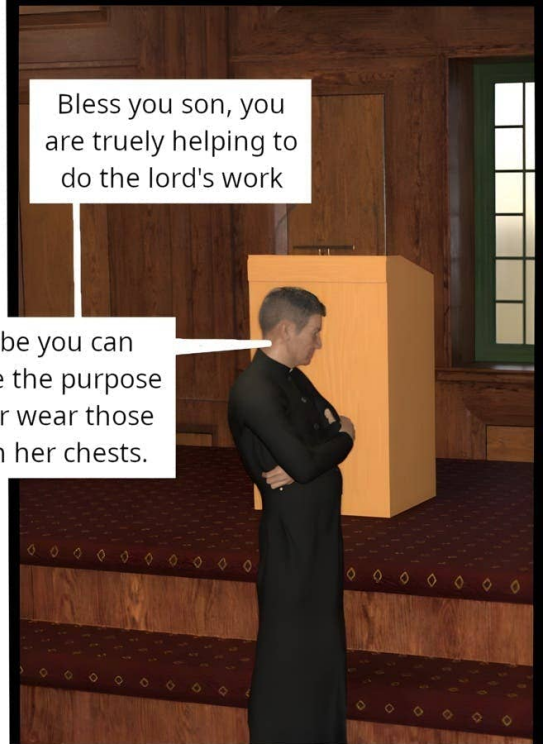 Bless you son, you
are truely helping to
do the lord's work
be you can
the purpose
wear those
her chests.